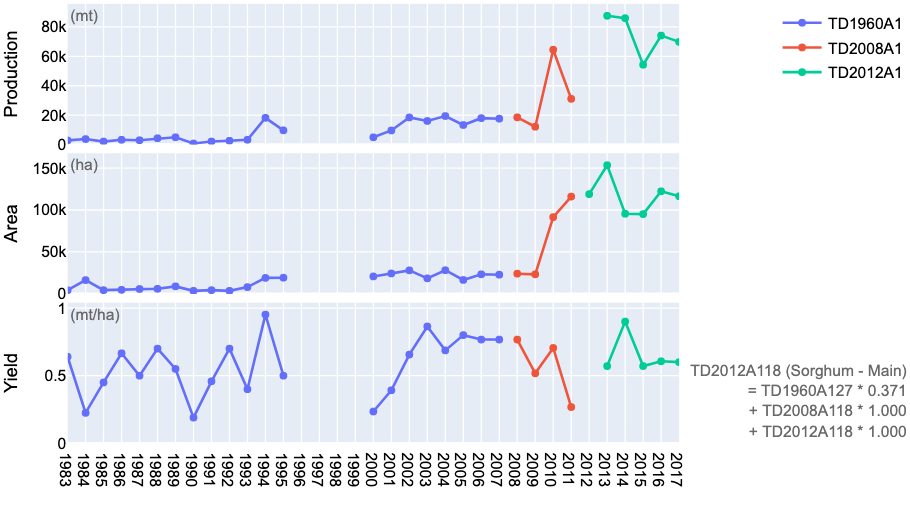 (mt)
Production
80k
60k
40k
20k
0
TD1960A1
TD2008A1
TD2012A1
(ha)
Area
150k
100k
50k
0
(mt/ha)
Yield
1
0.5
0
TD2012A118 (Sorghum - Main)
= TD1960A127 * 0.371
+ TD2008A118 * 1.000
+ TD2012A118 * 1.000
1983
1984
1985
1986
1987
1988
1989
1990
1991
1992
1993
1994
1995
1996
1997
1998
1999
2000
2001
2002
2003
2004
2005
2006
2007
2008
2009
2010
2011
2012
2013
2014
2015
2016
2017